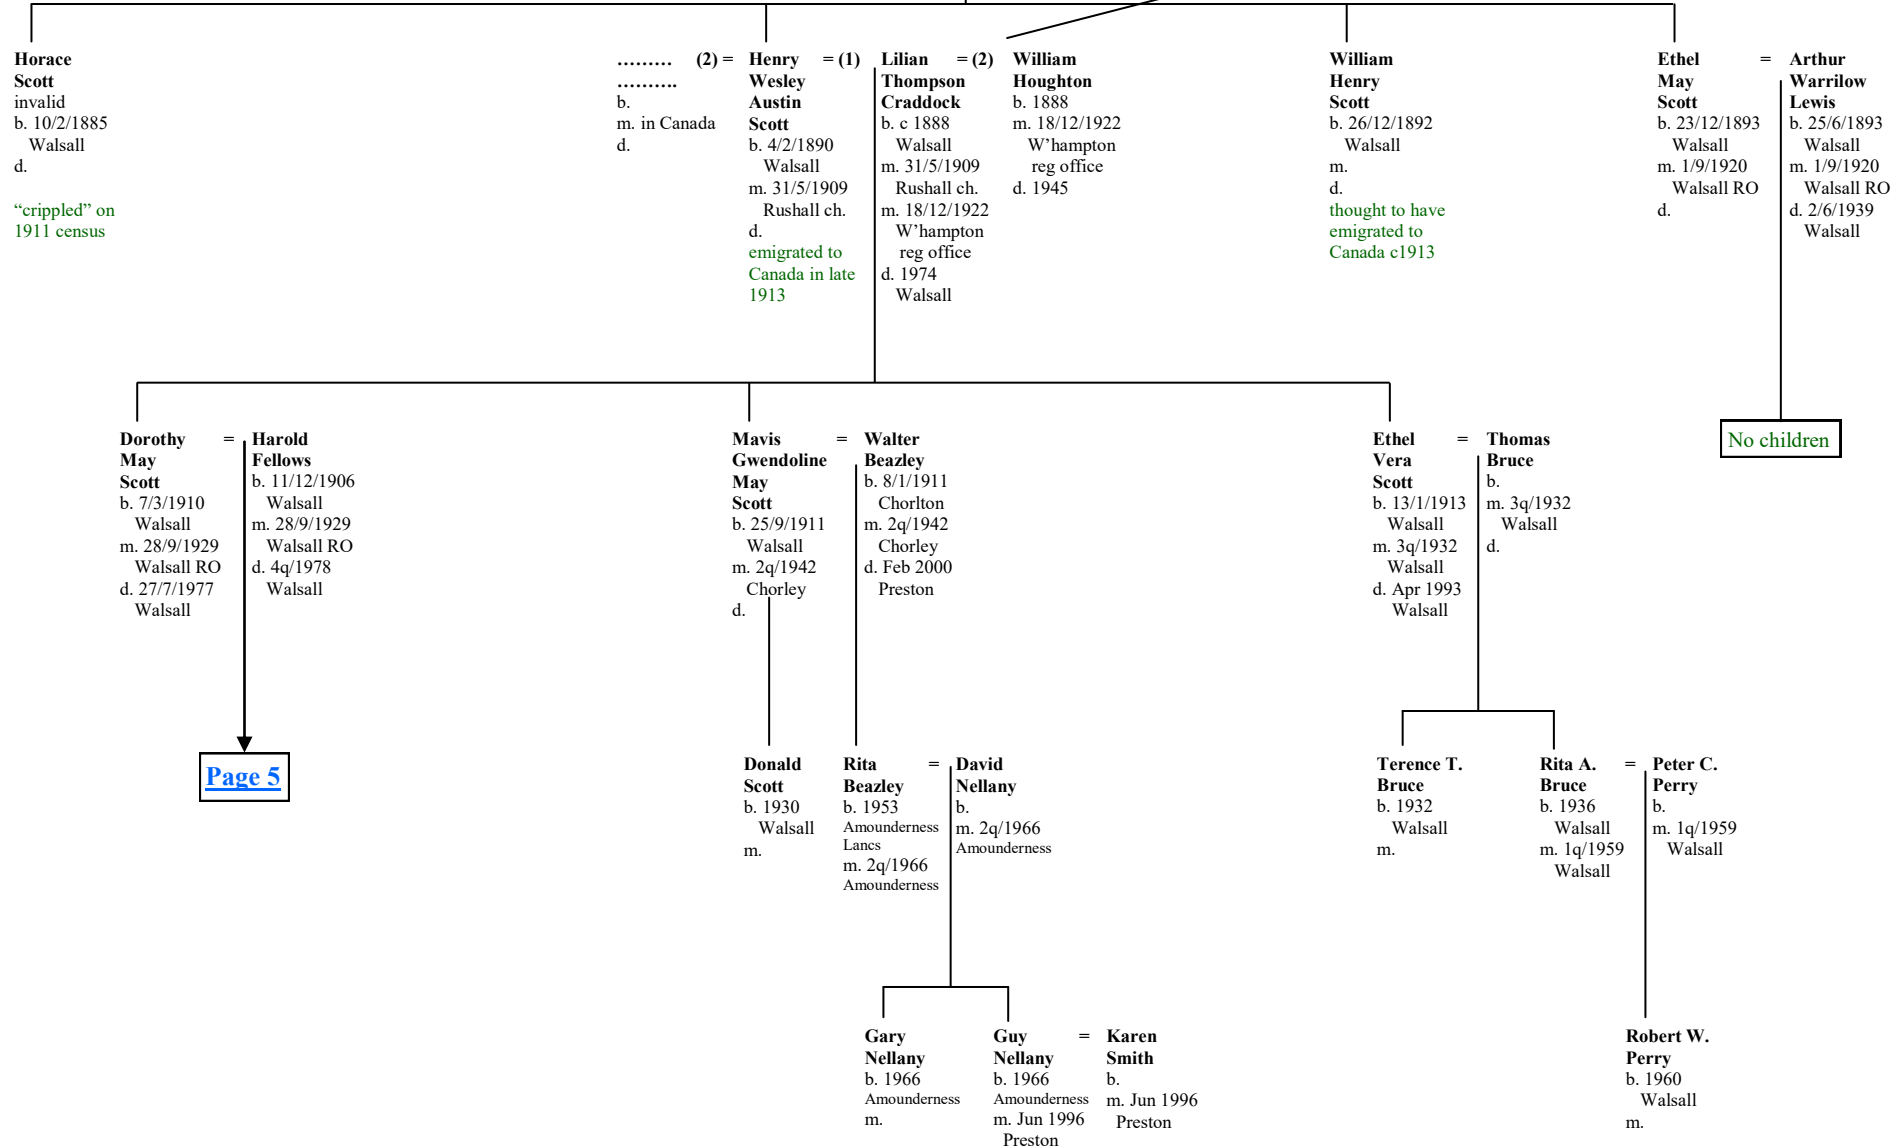 Horace
Scott
invalid
b. 10/2/1885
Walsall
d.
“crippled” on
1911 census
……… (2) =
……….
b.
m. in Canada
d.
Henry = (1)
Wesley
Austin
Scott
b. 4/2/1890
Walsall
m. 31/5/1909
Rushall ch.
d.
emigrated to
Canada in late
1913
Lilian = (2)
Thompson
Craddock
b. c 1888
Walsall
m. 31/5/1909
Rushall ch.
m. 18/12/1922
W’hampton
reg office
d. 1974
Walsall
William
Houghton
b. 1888
m. 18/12/1922
W’hampton
reg office
d. 1945
William
Henry
Scott
b. 26/12/1892
Walsall
m.
d.
thought to have
emigrated to
Canada c1913
Ethel =
May
Scott
b. 23/12/1893
Walsall
m. 1/9/1920
Walsall RO
d.
Arthur
Warrilow
Lewis
b. 25/6/1893
Walsall
m. 1/9/1920
Walsall RO
d. 2/6/1939
Walsall
No children
Dorothy =
May
Scott
b. 7/3/1910
Walsall
m. 28/9/1929
Walsall RO
d. 27/7/1977
Walsall
Harold
Fellows
b. 11/12/1906
Walsall
m. 28/9/1929
Walsall RO
d. 4q/1978
Walsall
Mavis =
Gwendoline
May
Scott
b. 25/9/1911
Walsall
m. 2q/1942
Chorley
d.
Walter
Beazley
b. 8/1/1911
Chorlton
m. 2q/1942
Chorley
d. Feb 2000
Preston
Ethel =
Vera
Scott
b. 13/1/1913
Walsall
m. 3q/1932
Walsall
d. Apr 1993
Walsall
Thomas
Bruce
b.
m. 3q/1932
Walsall
d.
Page 5
Donald
Scott
b. 1930
Walsall
m.
Rita =
Beazley
b. 1953
Amounderness
Lancs
m. 2q/1966
Amounderness
David
Nellany
b.
m. 2q/1966
Amounderness
Terence T.
Bruce
b. 1932
Walsall
m.
Rita A. =
Bruce
b. 1936
Walsall
m. 1q/1959
Walsall
Peter C.
Perry
b.
m. 1q/1959
Walsall
Gary
Nellany
b. 1966
Amounderness
m.
Guy =
Nellany
b. 1966
Amounderness
m. Jun 1996
Preston
Karen
Smith
b.
m. Jun 1996
Preston
Robert W.
Perry
b. 1960
Walsall
m.